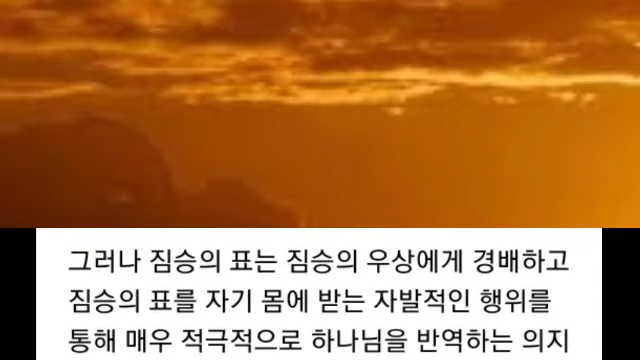 그러나 짐승의 표는 짐승의 우상에게 경배하고
짐승의 표를 자기 몸에 받는 자발적인 행위를
통해 매우 적극적으로 하나님을 반역하는 의지